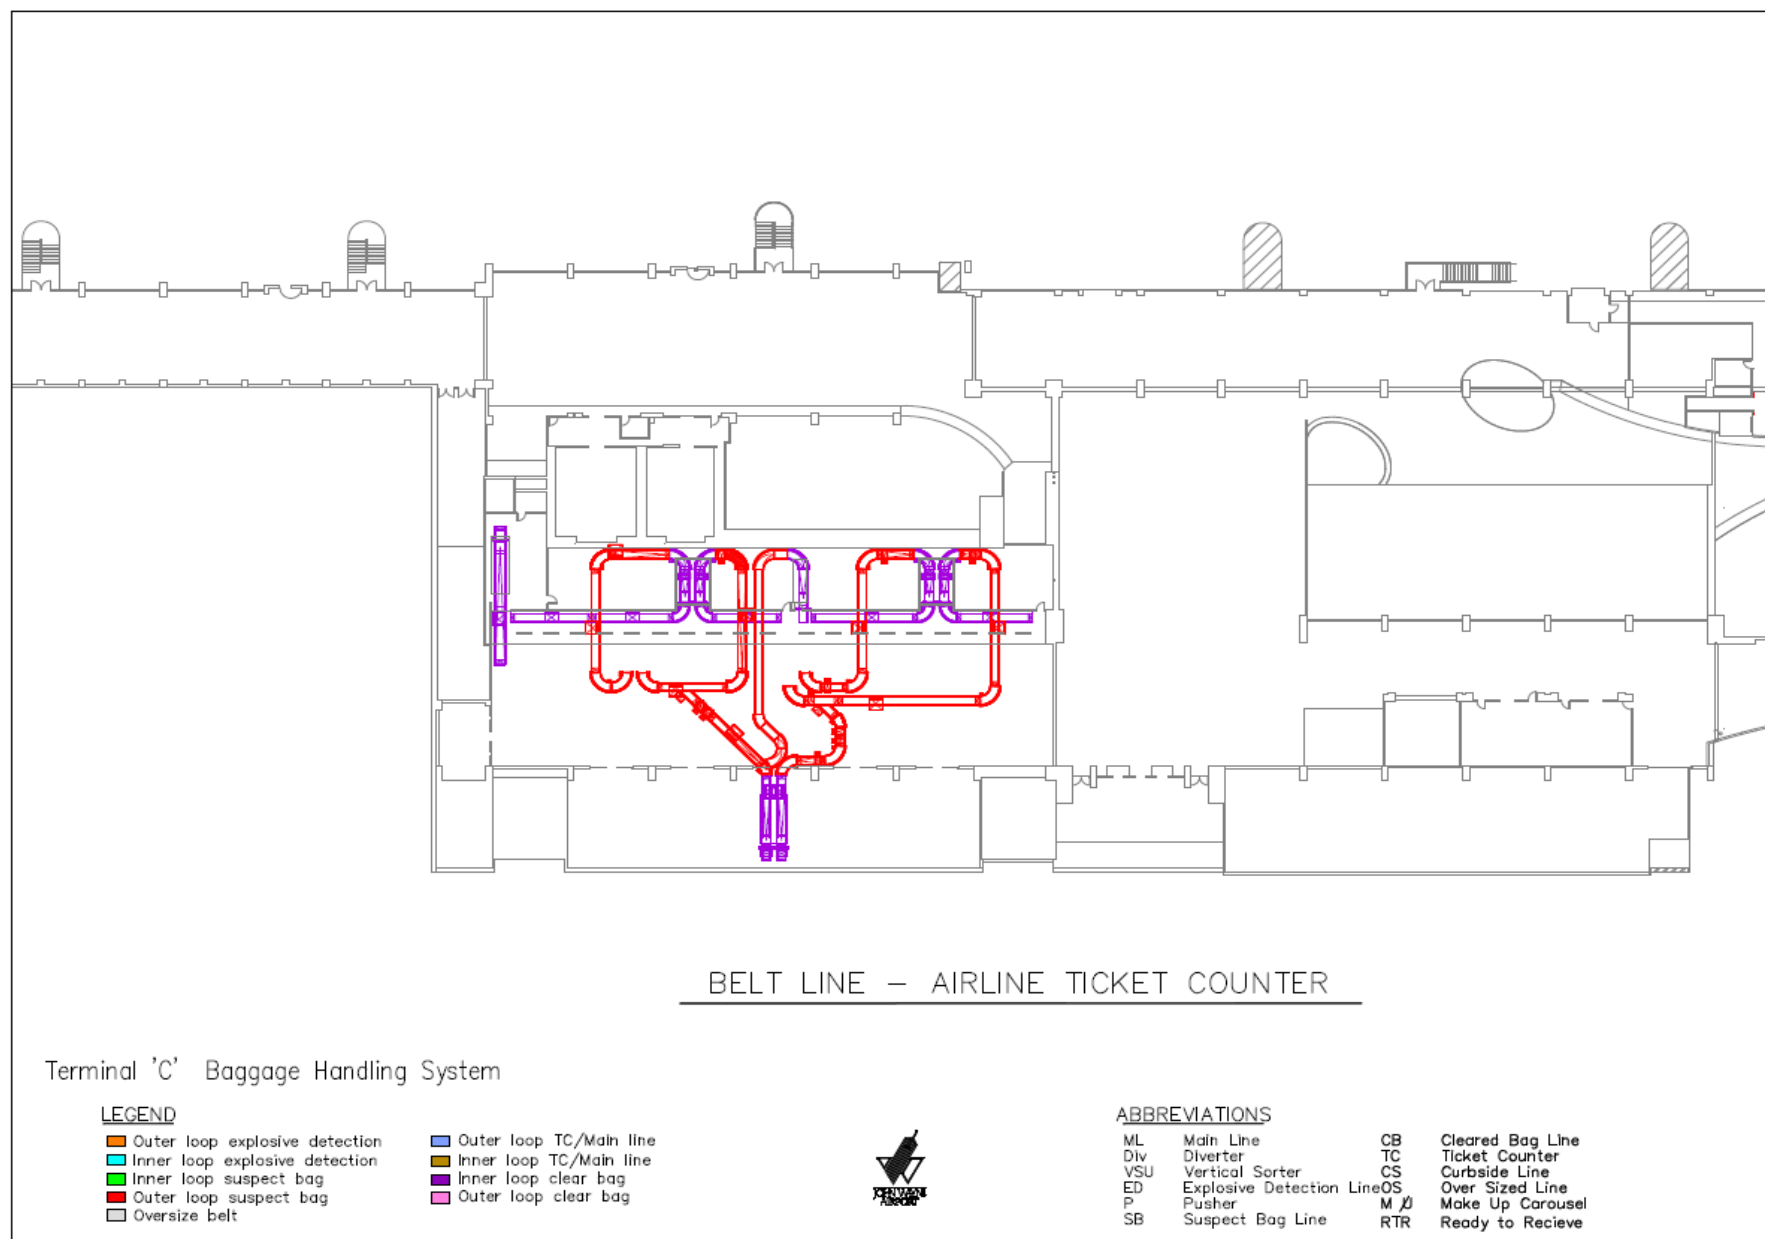 BELT LINE – AIRLINE TICKET COUNTER
Terminal 'C' Baggage Handling System
LEGEND
Outer loop explosive detection
Inner loop explosive detection
Inner loop suspect bag
Outer loop suspect bag
Oversize belt
Outer loop TC/Main line
Inner loop TC/Main line
Inner loop clear bag
Outer loop clear bag
JOHN WAYNE
AIRPORT
ABBREVIATIONS
ML Main Line
Div Diverter
VSU Vertical Sorter
ED Explosive Detection Line
P Pusher
SB Suspect Bag Line
CB Cleared Bag Line
TC Ticket Counter
CS Curbside Line
OS Over Sized Line
M/U Make Up Carousel
RTR Ready to Recieve